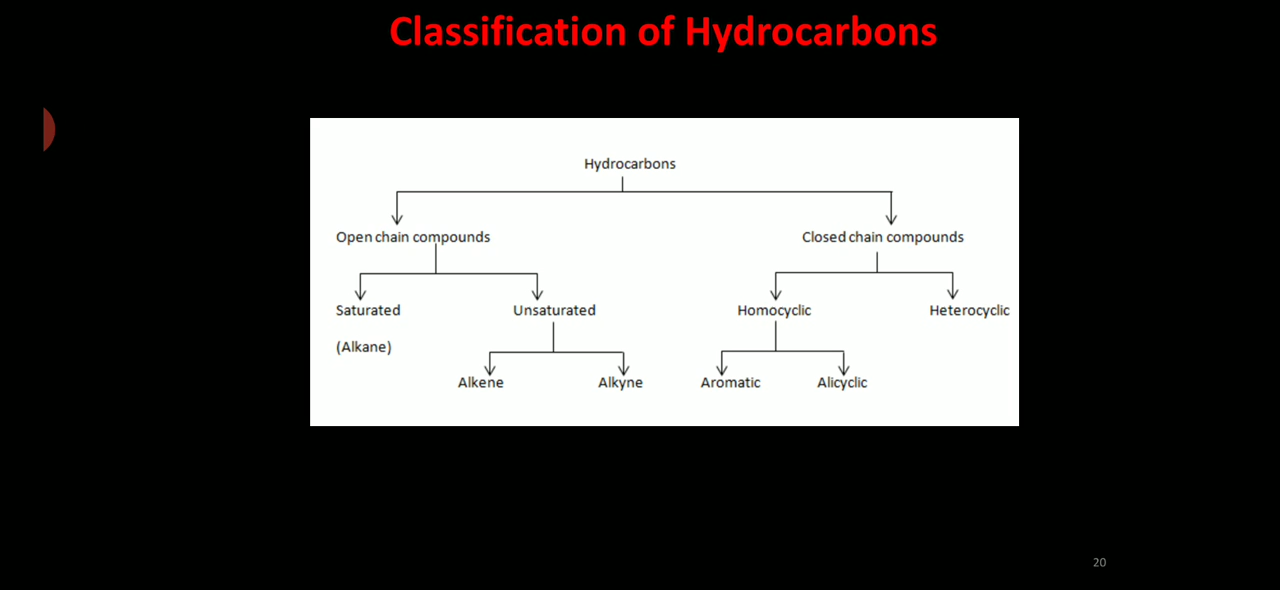 Classification of Hydrocarbons
Hydrocarbons
Open chain compounds
Closed chain compounds
Saturated
Unsaturated
Homocyclic
Heterocyclic
(Alkane)
Alkene
Alkyne
Aromatic
Alicyclic
20